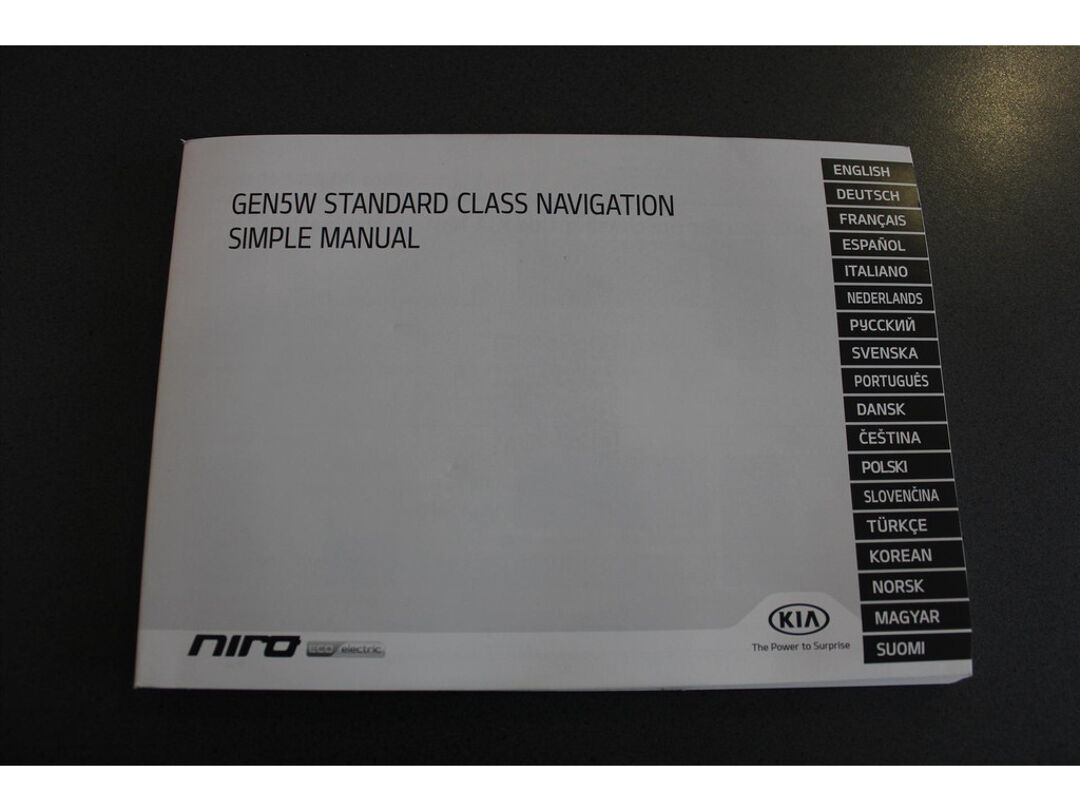 GEN5W STANDARD CLASS NAVIGATION
SIMPLE MANUAL
ENGLISH
DEUTSCH
FRANÇAIS
ESPAÑOL
ITALIANO
NEDERLANDS
РУССКИЙ
SVENSKA
PORTUGUÊS
DANSK
ČEŠTINA
POLSKI
SLOVENČINA
TÜRKÇE
KOREAN
NORSK
MAGYAR
SUOMI
niro eco electric
KIA
The Power to Surprise